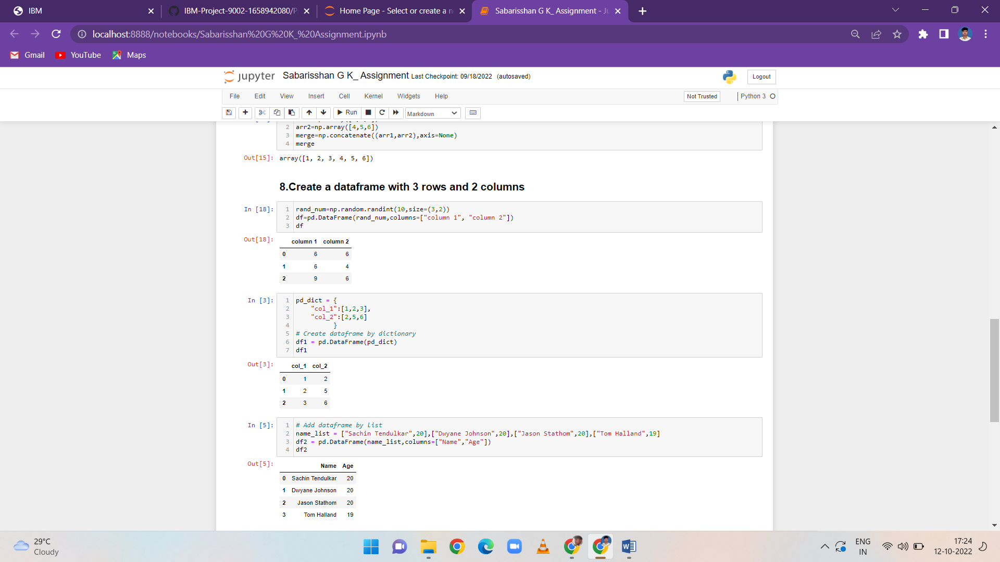 IBM
IBM-Project-9002-1658942080/P
Home Page - Select or create a n
Sabarisshan G K_ Assignment - Ju
localhost:8888/notebooks/Sabarisshan%20G%20K_%20Assignment.ipynb
Gmail YouTube Maps
jupyter Sabarisshan G K_ Assignment Last Checkpoint: 09/18/2022 (autosaved)
Logout
File Edit View Insert Cell Kernel Widgets Help
Not Trusted Python 3
Run Markdown
2 arr2=np.array([4,5,6])
3 merge=np.concatenate((arr1,arr2),axis=None)
4 merge
Out[15]: array([1, 2, 3, 4, 5, 6])
8.Create a dataframe with 3 rows and 2 columns
In [18]: 1 rand_num=np.random.randint(10,size=(3,2))
2 df=pd.DataFrame(rand_num,columns=["column 1", "column 2"])
3 df
Out[18]: column 1 column 2
0 6 6
1 6 4
2 9 6
In [3]: 1 pd_dict = {
2 "col_1":[1,2,3],
3 "col_2":[2,5,6]
4 }
5 # Create dataframe by dictionary
6 df1 = pd.DataFrame(pd_dict)
7 df1
Out[3]: col_1 col_2
0 1 2
1 2 5
2 3 6
In [5]: 1 # Add dataframe by list
2 name_list = ["Sachin Tendulkar",20],["Dwyane Johnson",20],["Jason Stathom",20],["Tom Halland",19]
3 df2 = pd.DataFrame(name_list,columns=["Name","Age"])
4 df2
Out[5]: Name Age
0 Sachin Tendulkar 20
1 Dwyane Johnson 20
2 Jason Stathom 20
3 Tom Halland 19
29°C
Cloudy
ENG
IN
17:24
12-10-2022